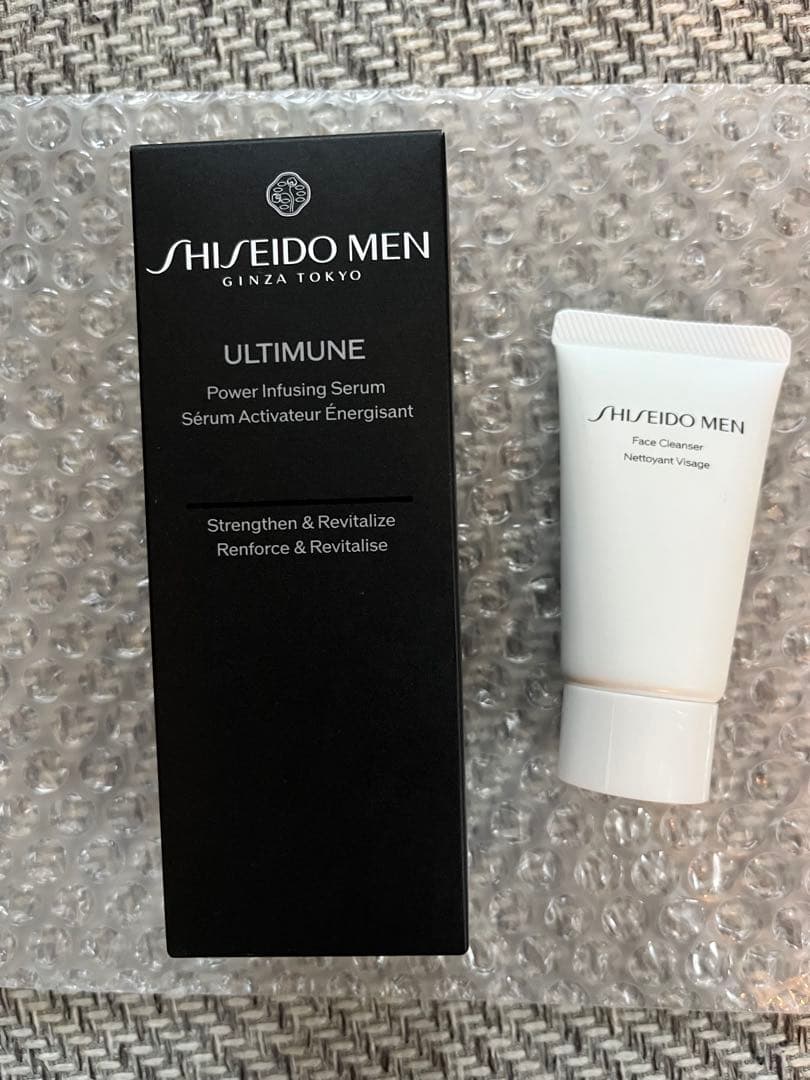 SHISEIDO MEN
GINZA TOKYO
ULTIMUNE
Power Infusing Serum
Sérum Activateur Énergisant
Strengthen & Revitalize
Renforce & Revitalise
SHISEIDO MEN
Face Cleanser
Nettoyant Visage